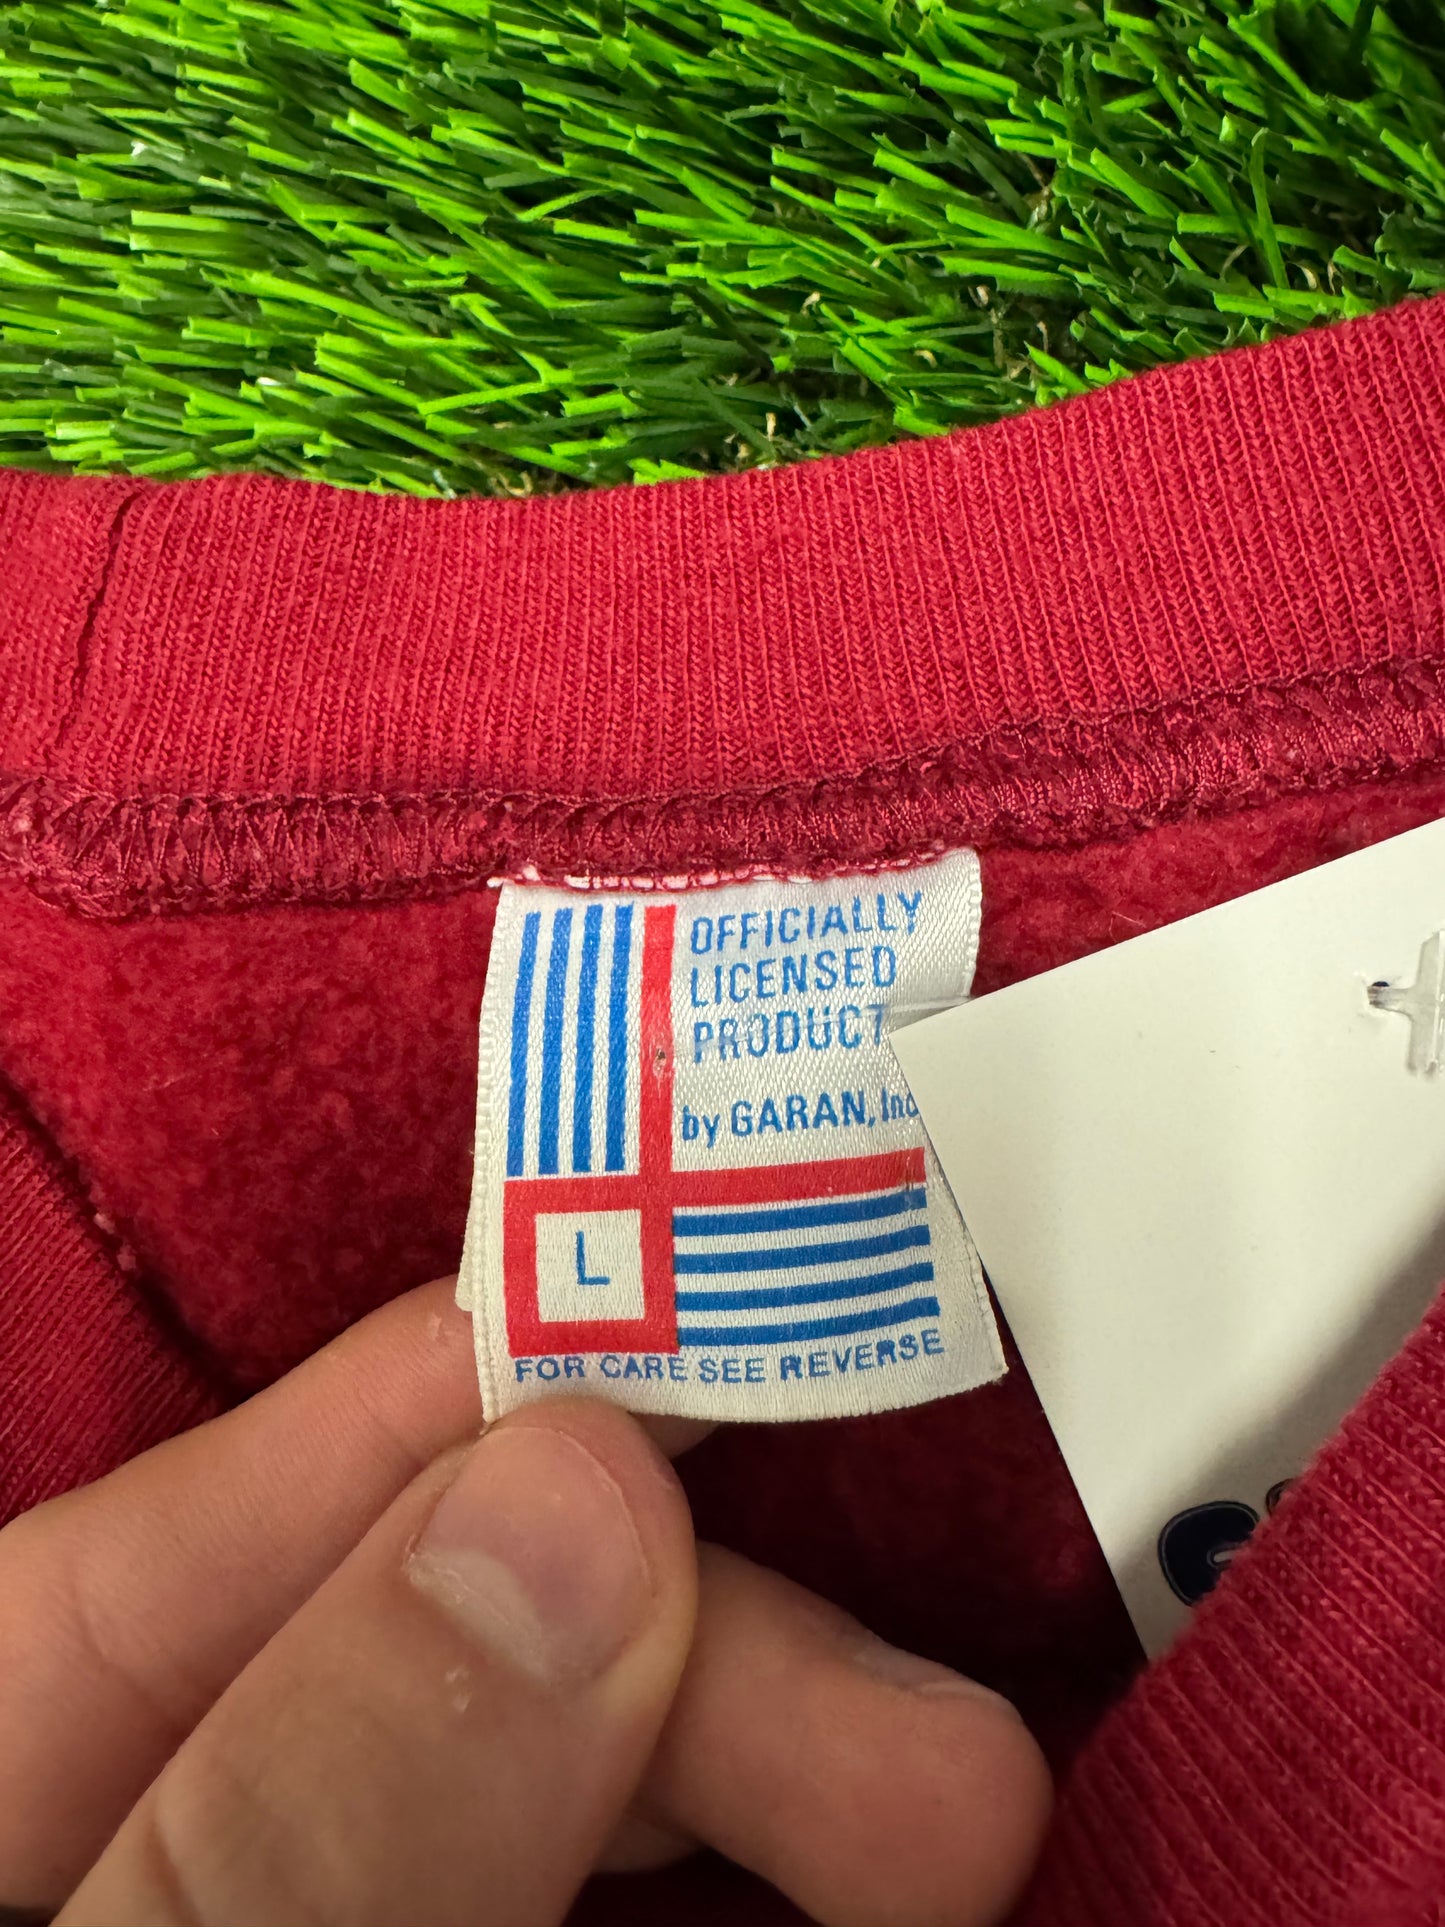 OFFICIALLY
LICENSED
PRODUCT
by GARAN, Inc
L
FOR CARE SEE REVERSE